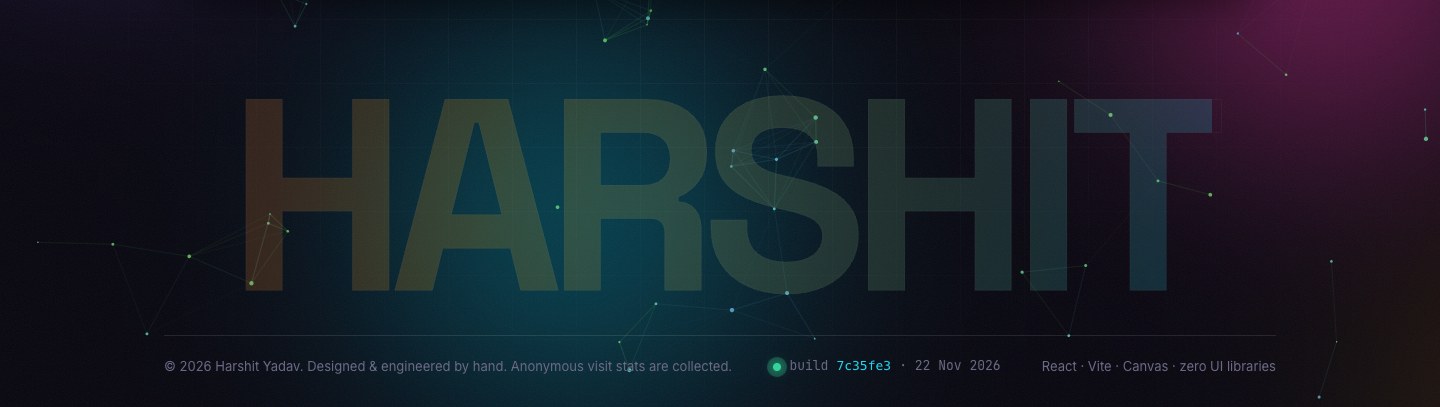 HARSHIT
© 2026 Harshit Yadav. Designed & engineered by hand. Anonymous visit stats are collected.
build 7c35fe3 · 22 Nov 2026
React · Vite · Canvas · zero UI libraries